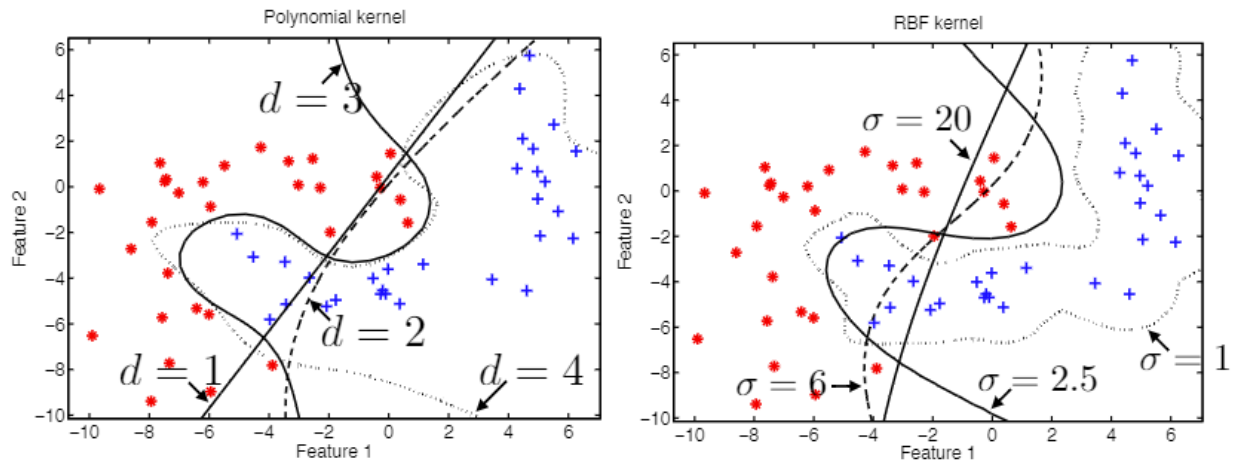 Polynomial kernel
6
4
2
0
−2
−4
−6
−8
−10
−10
−8
−6
−4
−2
0
2
4
6
Feature 1
Feature 2
d = 3
d = 2
d = 1
d = 4
RBF kernel
6
4
2
0
−2
−4
−6
−8
−10
−10
−8
−6
−4
−2
0
2
4
6
Feature 1
Feature 2
σ = 20
σ = 1
σ = 6
σ = 2.5